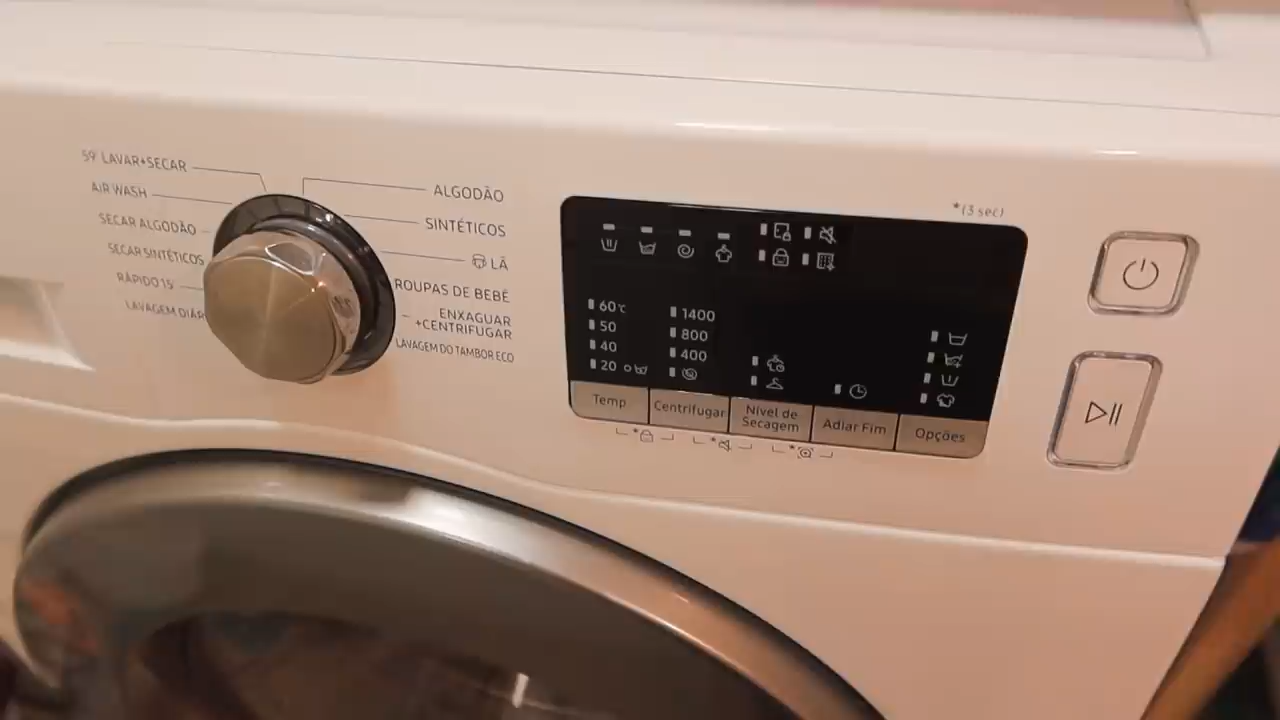 59' LAVAR+SECAR
AIR WASH
SECAR ALGODÃO
SECAR SINTÉTICOS
RÁPIDO 15'
LAVAGEM DIÁR
ALGODÃO
SINTÉTICOS
LÃ
ROUPAS DE BEBÊ
ENXAGUAR
+CENTRIFUGAR
LAVAGEM DO TAMBOR ECO
*(3 sec)
60℃
50
40
20
1400
800
400
Temp
Centrifugar
Nível de
Secagem
Adiar Fim
Opções